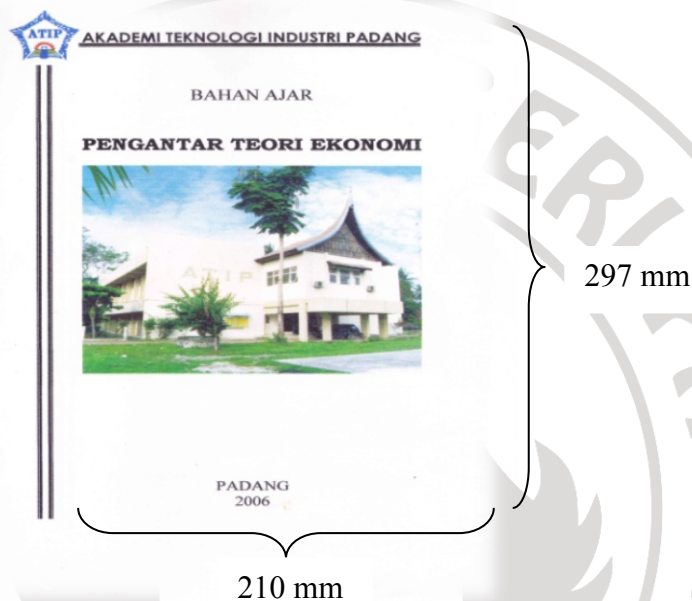 ATIP
AKADEMI TEKNOLOGI INDUSTRI PADANG
BAHAN AJAR
PENGANTAR TEORI EKONOMI
ATIP
297 mm
PADANG
2006
210 mm